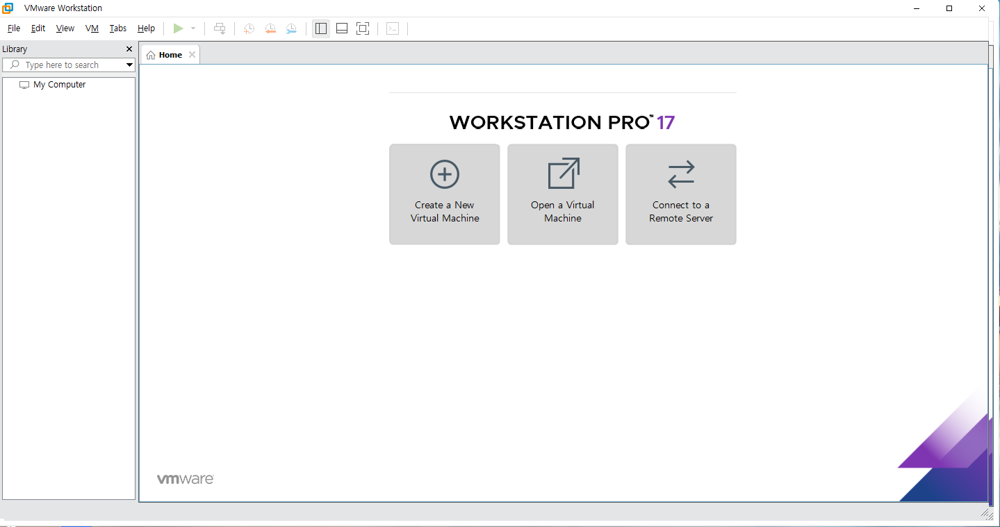 VMware Workstation
File Edit View VM Tabs Help
Library
Type here to search
My Computer
Home
WORKSTATION PRO™ 17
Create a New
Virtual Machine
Open a Virtual
Machine
Connect to a
Remote Server
vmware